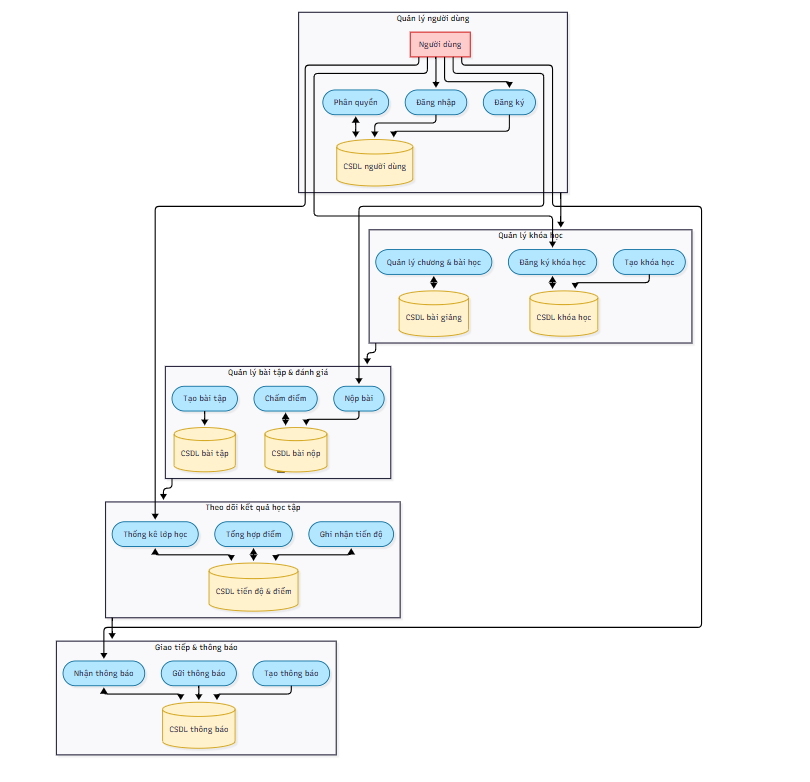 Quản lý người dùng
Người dùng
Phân quyền
Đăng nhập
Đăng ký
CSDL người dùng
Quản lý khóa học
Quản lý chương & bài học
Đăng ký khóa học
Tạo khóa học
CSDL bài giảng
CSDL khóa học
Quản lý bài tập & đánh giá
Tạo bài tập
Chấm điểm
Nộp bài
CSDL bài tập
CSDL bài nộp
Theo dõi kết quả học tập
Thống kê lớp học
Tổng hợp điểm
Ghi nhận tiến độ
CSDL tiến độ & điểm
Giao tiếp & thông báo
Nhận thông báo
Gửi thông báo
Tạo thông báo
CSDL thông báo